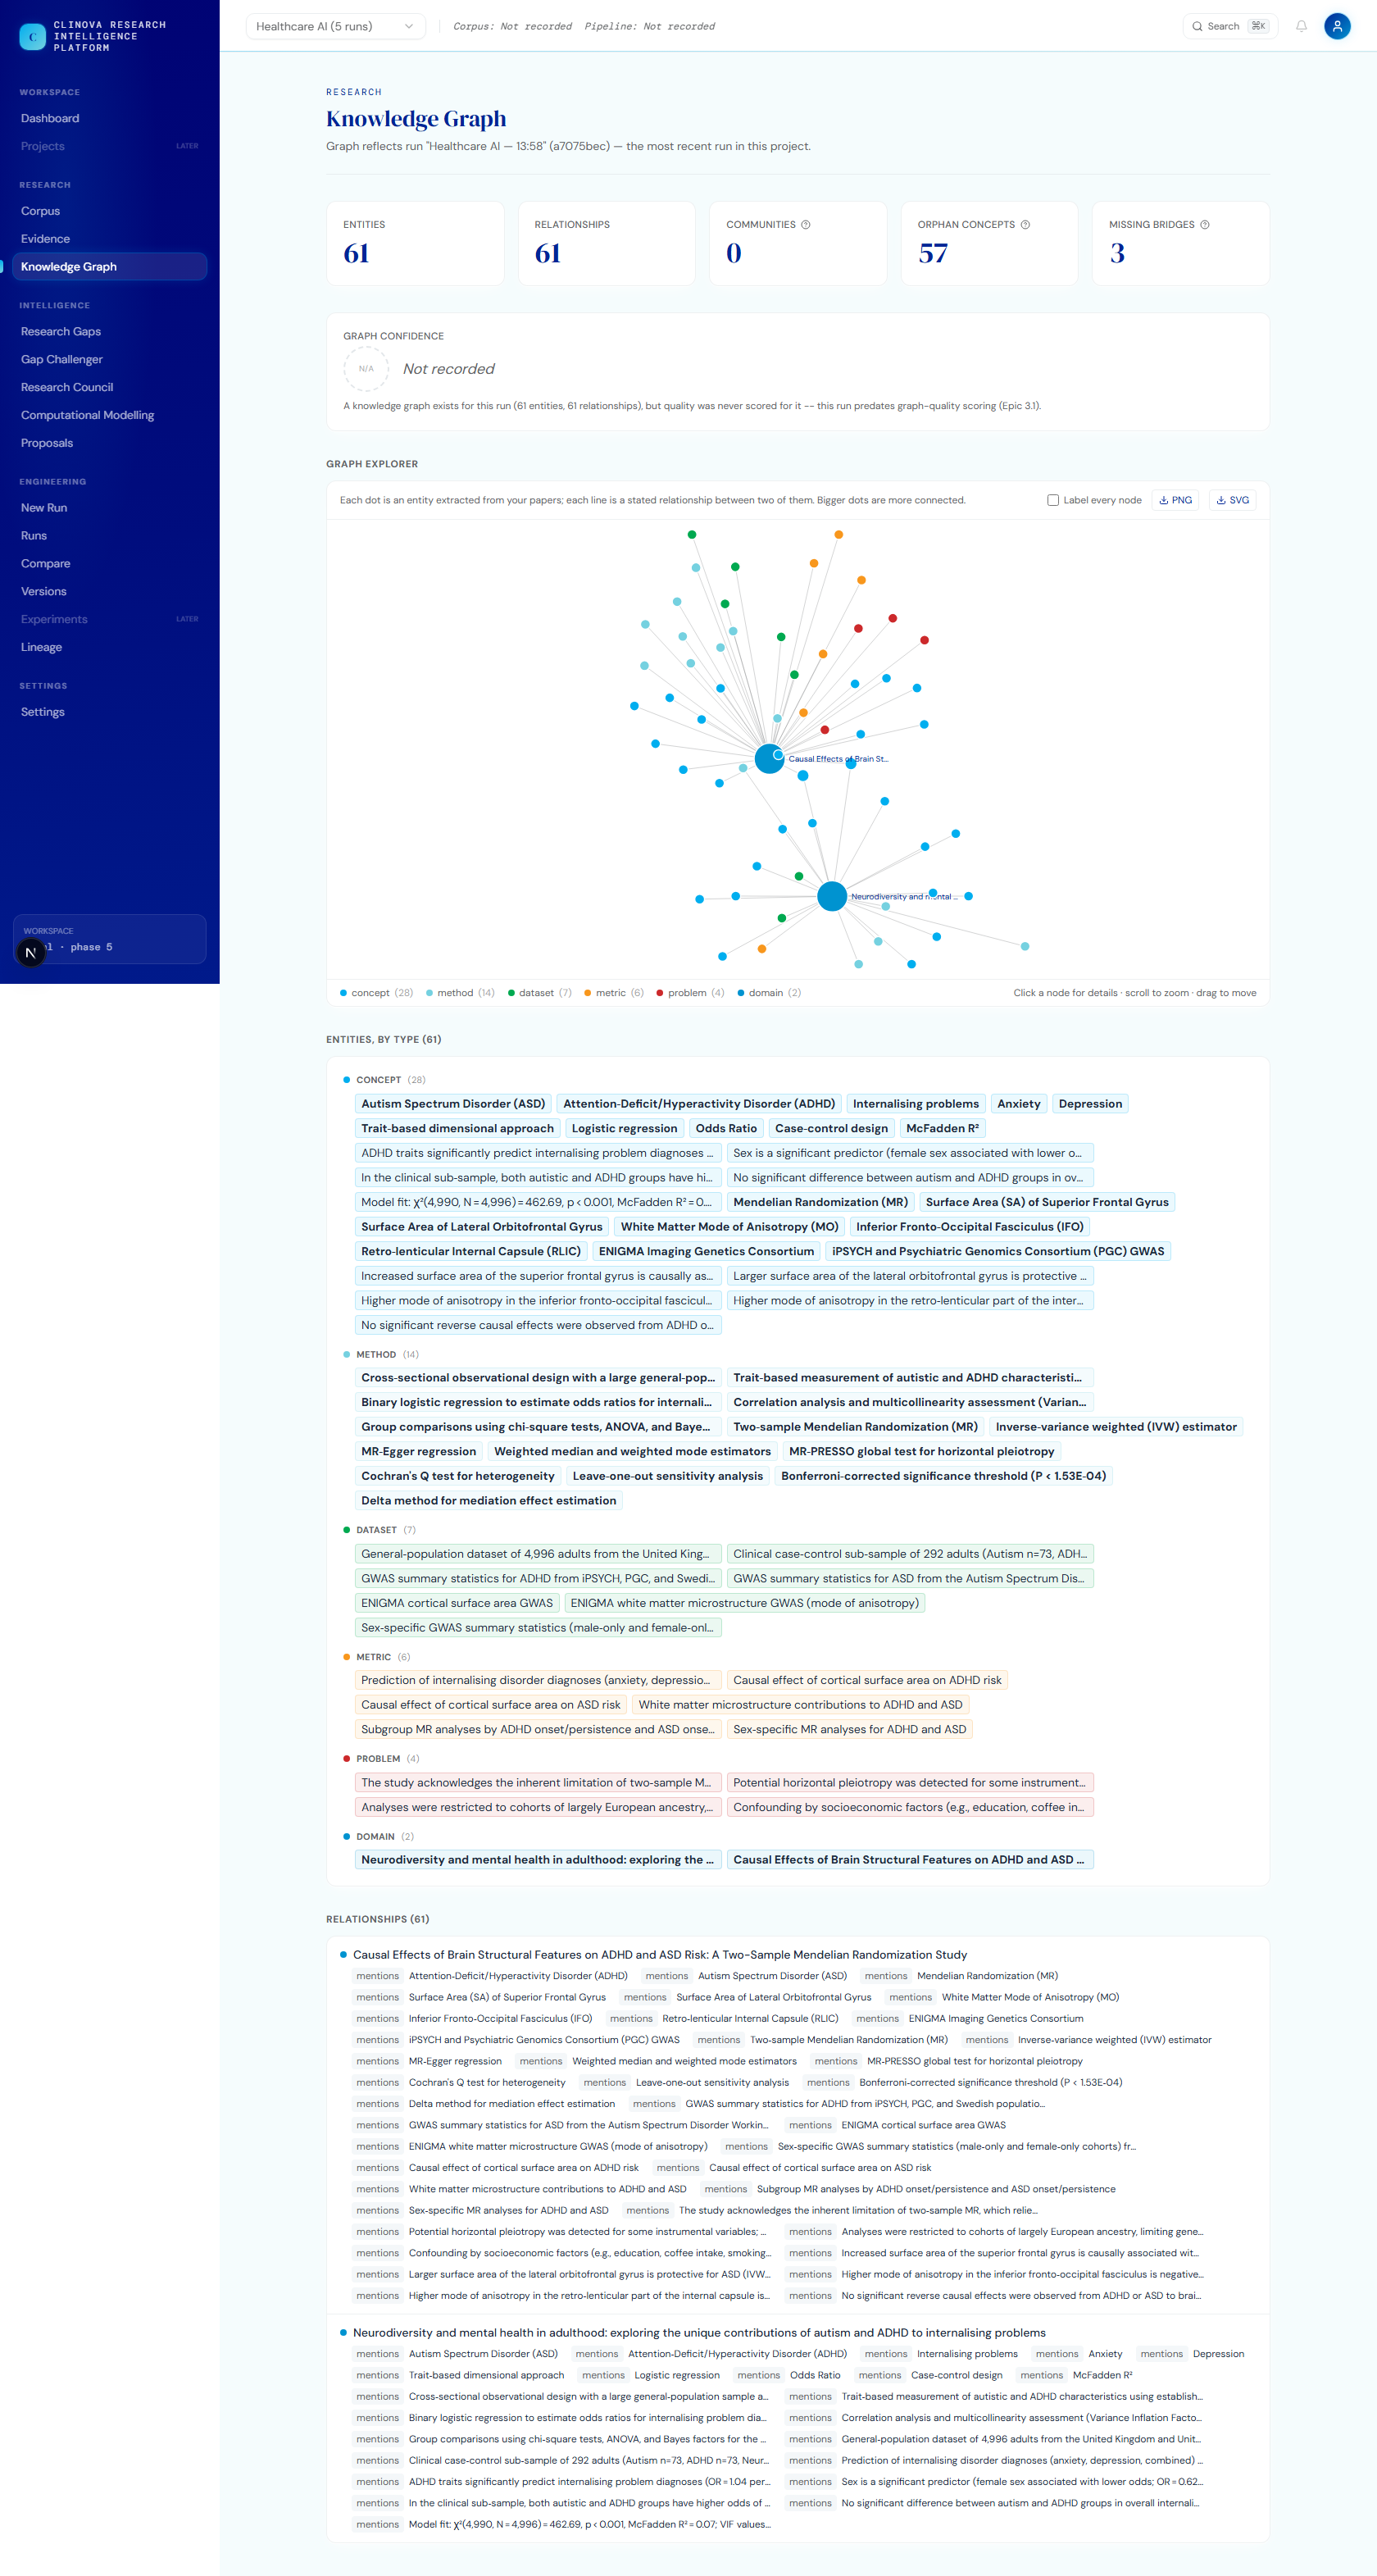 CLINOVA RESEARCH
INTELLIGENCE
PLATFORM
WORKSPACE
Dashboard
Projects LATER
RESEARCH
Corpus
Evidence
Knowledge Graph
INTELLIGENCE
Research Gaps
Gap Challenger
Research Council
Computational Modelling
Proposals
ENGINEERING
New Run
Runs
Compare
Versions
Experiments LATER
Lineage
SETTINGS
Settings
WORKSPACE
· phase 5
N
Healthcare AI (5 runs) Corpus: Not recorded Pipeline: Not recorded Search ⌘K
RESEARCH
Knowledge Graph
Graph reflects run "Healthcare AI — 13:58" (a7075bec) — the most recent run in this project.
ENTITIES RELATIONSHIPS COMMUNITIES ORPHAN CONCEPTS MISSING BRIDGES
61 61 0 57 3
GRAPH CONFIDENCE
N/A Not recorded
A knowledge graph exists for this run (61 entities, 61 relationships), but quality was never scored for it -- this run predates graph-quality scoring (Epic 3.1).
GRAPH EXPLORER
Each dot is an entity extracted from your papers; each line is a stated relationship between two of them. Bigger dots are more connected. Label every node PNG SVG
Causal Effects of Brain St…
Neurodiversity and mental …
concept (28) method (14) dataset (7) metric (6) problem (4) domain (2) Click a node for details · scroll to zoom · drag to move
ENTITIES, BY TYPE (61)
CONCEPT (28)
Autism Spectrum Disorder (ASD) Attention-Deficit/Hyperactivity Disorder (ADHD) Internalising problems Anxiety Depression
Trait-based dimensional approach Logistic regression Odds Ratio Case-control design McFadden R²
ADHD traits significantly predict internalising problem diagnoses … Sex is a significant predictor (female sex associated with lower o…
In the clinical sub-sample, both autistic and ADHD groups have hi… No significant difference between autism and ADHD groups in ov…
Model fit: χ²(4,990, N = 4,996) = 462.69, p < 0.001, McFadden R² = 0.… Mendelian Randomization (MR) Surface Area (SA) of Superior Frontal Gyrus
Surface Area of Lateral Orbitofrontal Gyrus White Matter Mode of Anisotropy (MO) Inferior Fronto-Occipital Fasciculus (IFO)
Retro-lenticular Internal Capsule (RLIC) ENIGMA Imaging Genetics Consortium iPSYCH and Psychiatric Genomics Consortium (PGC) GWAS
Increased surface area of the superior frontal gyrus is causally as… Larger surface area of the lateral orbitofrontal gyrus is protective …
Higher mode of anisotropy in the inferior fronto-occipital fascicul… Higher mode of anisotropy in the retro-lenticular part of the inter…
No significant reverse causal effects were observed from ADHD o…
METHOD (14)
Cross-sectional observational design with a large general-pop… Trait-based measurement of autistic and ADHD characteristi…
Binary logistic regression to estimate odds ratios for internali… Correlation analysis and multicollinearity assessment (Varian…
Group comparisons using chi-square tests, ANOVA, and Baye… Two-sample Mendelian Randomization (MR) Inverse-variance weighted (IVW) estimator
MR-Egger regression Weighted median and weighted mode estimators MR-PRESSO global test for horizontal pleiotropy
Cochran's Q test for heterogeneity Leave-one-out sensitivity analysis Bonferroni-corrected significance threshold (P < 1.53E-04)
Delta method for mediation effect estimation
DATASET (7)
General-population dataset of 4,996 adults from the United King… Clinical case-control sub-sample of 292 adults (Autism n=73, ADH…
GWAS summary statistics for ADHD from iPSYCH, PGC, and Swedi… GWAS summary statistics for ASD from the Autism Spectrum Dis…
ENIGMA cortical surface area GWAS ENIGMA white matter microstructure GWAS (mode of anisotropy)
Sex-specific GWAS summary statistics (male-only and female-onl…
METRIC (6)
Prediction of internalising disorder diagnoses (anxiety, depressio… Causal effect of cortical surface area on ADHD risk
Causal effect of cortical surface area on ASD risk White matter microstructure contributions to ADHD and ASD
Subgroup MR analyses by ADHD onset/persistence and ASD onse… Sex-specific MR analyses for ADHD and ASD
PROBLEM (4)
The study acknowledges the inherent limitation of two-sample M… Potential horizontal pleiotropy was detected for some instrument…
Analyses were restricted to cohorts of largely European ancestry,… Confounding by socioeconomic factors (e.g., education, coffee in…
DOMAIN (2)
Neurodiversity and mental health in adulthood: exploring the … Causal Effects of Brain Structural Features on ADHD and ASD …
RELATIONSHIPS (61)
Causal Effects of Brain Structural Features on ADHD and ASD Risk: A Two-Sample Mendelian Randomization Study
mentions Attention-Deficit/Hyperactivity Disorder (ADHD) mentions Autism Spectrum Disorder (ASD) mentions Mendelian Randomization (MR)
mentions Surface Area (SA) of Superior Frontal Gyrus mentions Surface Area of Lateral Orbitofrontal Gyrus mentions White Matter Mode of Anisotropy (MO)
mentions Inferior Fronto-Occipital Fasciculus (IFO) mentions Retro-lenticular Internal Capsule (RLIC) mentions ENIGMA Imaging Genetics Consortium
mentions iPSYCH and Psychiatric Genomics Consortium (PGC) GWAS mentions Two-sample Mendelian Randomization (MR) mentions Inverse-variance weighted (IVW) estimator
mentions MR-Egger regression mentions Weighted median and weighted mode estimators mentions MR-PRESSO global test for horizontal pleiotropy
mentions Cochran's Q test for heterogeneity mentions Leave-one-out sensitivity analysis mentions Bonferroni-corrected significance threshold (P < 1.53E-04)
mentions Delta method for mediation effect estimation mentions GWAS summary statistics for ADHD from iPSYCH, PGC, and Swedish populatio…
mentions GWAS summary statistics for ASD from the Autism Spectrum Disorder Workin… mentions ENIGMA cortical surface area GWAS
mentions ENIGMA white matter microstructure GWAS (mode of anisotropy) mentions Sex-specific GWAS summary statistics (male-only and female-only cohorts) fr…
mentions Causal effect of cortical surface area on ADHD risk mentions Causal effect of cortical surface area on ASD risk
mentions White matter microstructure contributions to ADHD and ASD mentions Subgroup MR analyses by ADHD onset/persistence and ASD onset/persistence
mentions Sex-specific MR analyses for ADHD and ASD mentions The study acknowledges the inherent limitation of two-sample MR, which relie…
mentions Potential horizontal pleiotropy was detected for some instrumental variables; … mentions Analyses were restricted to cohorts of largely European ancestry, limiting gene…
mentions Confounding by socioeconomic factors (e.g., education, coffee intake, smoking… mentions Increased surface area of the superior frontal gyrus is causally associated wit…
mentions Larger surface area of the lateral orbitofrontal gyrus is protective for ASD (IVW… mentions Higher mode of anisotropy in the inferior fronto-occipital fasciculus is negative…
mentions Higher mode of anisotropy in the retro-lenticular part of the internal capsule is… mentions No significant reverse causal effects were observed from ADHD or ASD to brai…
Neurodiversity and mental health in adulthood: exploring the unique contributions of autism and ADHD to internalising problems
mentions Autism Spectrum Disorder (ASD) mentions Attention-Deficit/Hyperactivity Disorder (ADHD) mentions Internalising problems mentions Anxiety mentions Depression
mentions Trait-based dimensional approach mentions Logistic regression mentions Odds Ratio mentions Case-control design mentions McFadden R²
mentions Cross-sectional observational design with a large general-population sample a… mentions Trait-based measurement of autistic and ADHD characteristics using establish…
mentions Binary logistic regression to estimate odds ratios for internalising problem dia… mentions Correlation analysis and multicollinearity assessment (Variance Inflation Facto…
mentions Group comparisons using chi-square tests, ANOVA, and Bayes factors for the … mentions General-population dataset of 4,996 adults from the United Kingdom and Unit…
mentions Clinical case-control sub-sample of 292 adults (Autism n=73, ADHD n=73, Neur… mentions Prediction of internalising disorder diagnoses (anxiety, depression, combined) …
mentions ADHD traits significantly predict internalising problem diagnoses (OR = 1.04 per… mentions Sex is a significant predictor (female sex associated with lower odds; OR = 0.62…
mentions In the clinical sub-sample, both autistic and ADHD groups have higher odds of … mentions No significant difference between autism and ADHD groups in overall internali…
mentions Model fit: χ²(4,990, N = 4,996) = 462.69, p < 0.001, McFadden R² = 0.07; VIF values…